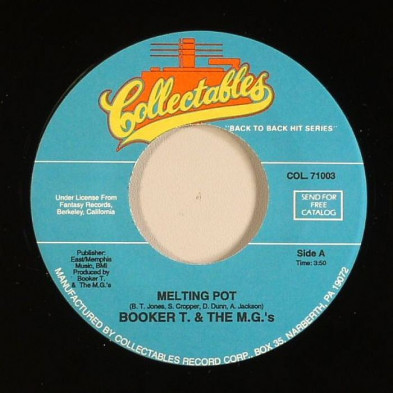 Collectables
"BACK TO BACK HIT SERIES"
COL. 71003
Under License From
Fantasy Records,
Berkeley, California
SEND FOR
FREE
CATALOG
Publisher:
East/Memphis
Music, BMI
Produced by
Booker T.
& The M.G.'s
Side A
Time: 3:50
MELTING POT
(B. T. Jones, S. Cropper, D. Dunn, A. Jackson)
BOOKER T. & THE M.G.'s
MANUFACTURED BY COLLECTABLES RECORD CORP., BOX 35, NARBERTH, PA 19072